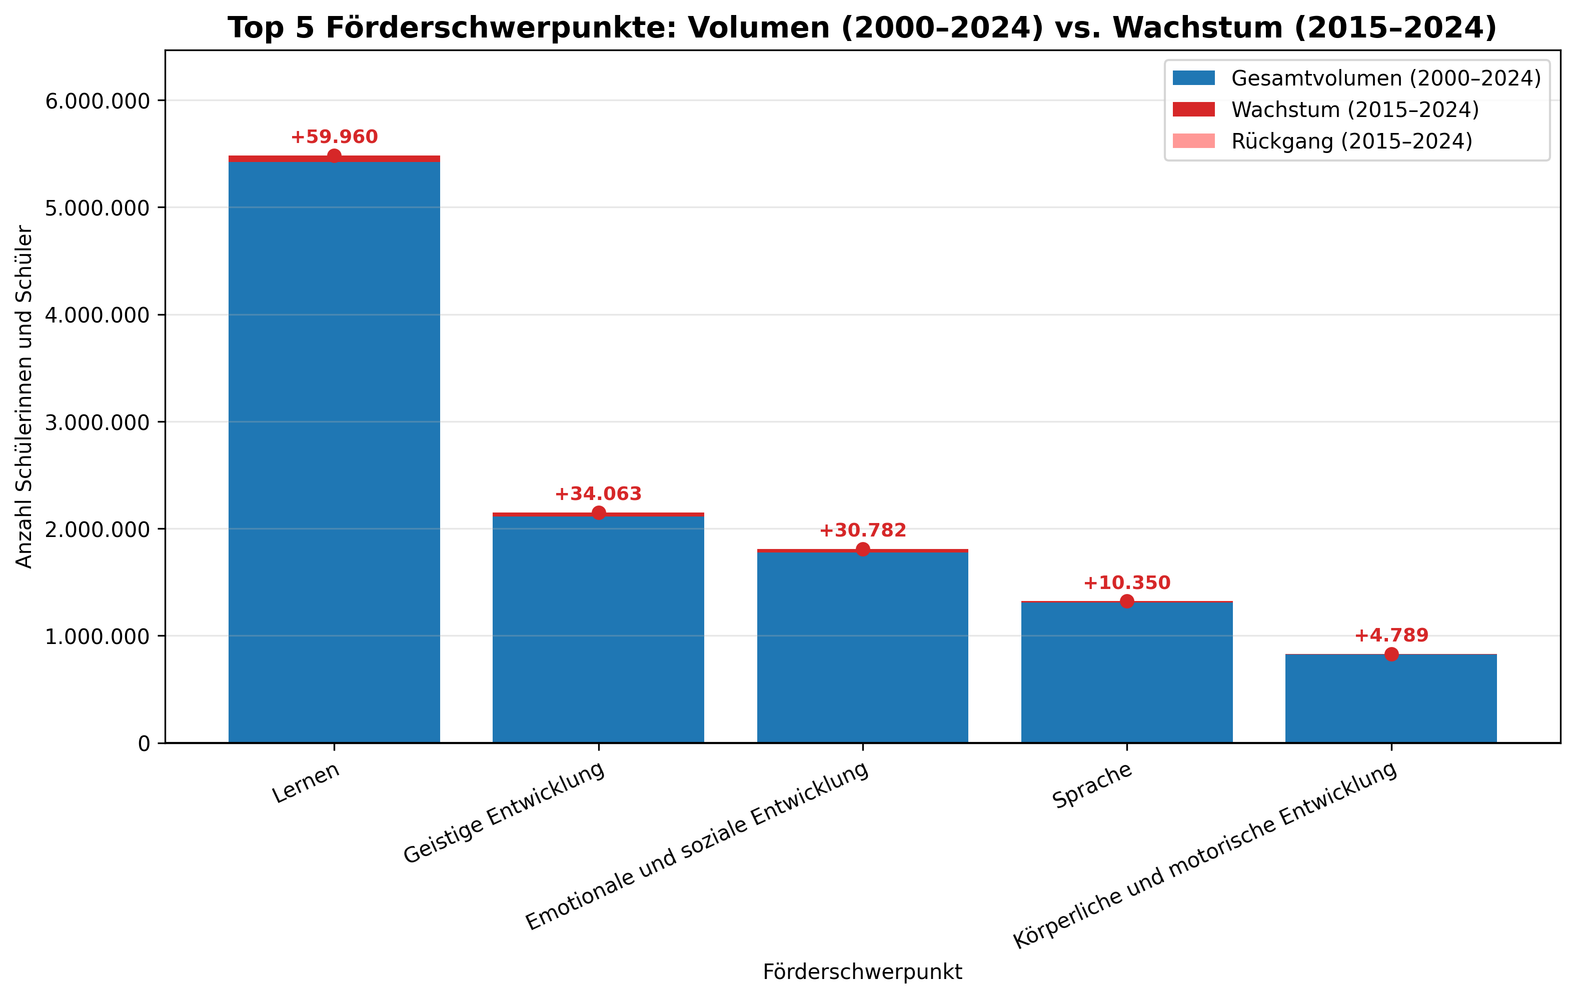 Top 5 Förderschwerpunkte: Volumen (2000–2024) vs. Wachstum (2015–2024)
Gesamtvolumen (2000–2024)
Wachstum (2015–2024)
Rückgang (2015–2024)
Anzahl Schülerinnen und Schüler
6.000.000
5.000.000
4.000.000
3.000.000
2.000.000
1.000.000
0
+59.960
+34.063
+30.782
+10.350
+4.789
Lernen
Geistige Entwicklung
Emotionale und soziale Entwicklung
Sprache
Körperliche und motorische Entwicklung
Förderschwerpunkt